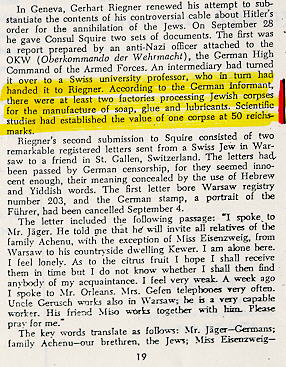 In Geneva, Gerhart Riegner renewed his attempt to sub-
stantiate the contents of his controversial cable about Hitler's
order for the annihilation of the Jews. On September 28
he gave Consul Squire two sets of documents. The first was
a report prepared by an anti-Nazi officer attached to the
OKW (Oberkommando der Wehrmacht), the German High
Command of the Armed Forces. An intermediary had turned
it over to a Swiss university professor, who in turn had
handed it to Riegner. According to the German Informant,
there were at least two factories processing Jewish corpses
for the manufacture of soap, glue and lubricants. Scientific
studies had established the value of one corpse at 50 reichs-
marks.
Riegner's second submission to Squire consisted of two
remarkable registered letters sent from a Swiss Jew in War-
saw to a friend in St. Gallen, Switzerland. The letters had
been passed by German censorship, for they seemed inno-
cent enough, their meaning concealed by the use of Hebrew
and Yiddish words. The first letter bore Warsaw registry
number 203, and the German stamp, a portrait of the
Führer, had been cancelled September 4.
The letter included the following passage: "I spoke to
Mr. Jäger. He told me that he will invite all relatives of the
family Achenu, with the exception of Miss Eisenzweig, from
Warsaw to his countryside dwelling Kewer. I am alone here.
I feel lonely. As to the citrus fruit I hope I shall receive
them in time but I do not know whether I shall then find
anybody of my acquaintance. I feel very weak. A week ago
I spoke to Mr. Orleans. Mrs. Gefen telephones very often.
Uncle Gerusch works also in Warsaw; he is a very capable
worker. His friend Miso works together with him. Please
pray for me."
The key words translate as follows: Mr. Jäger—Germans;
family Achenu—our brethren, the Jews; Miss Eisenzweig—
19